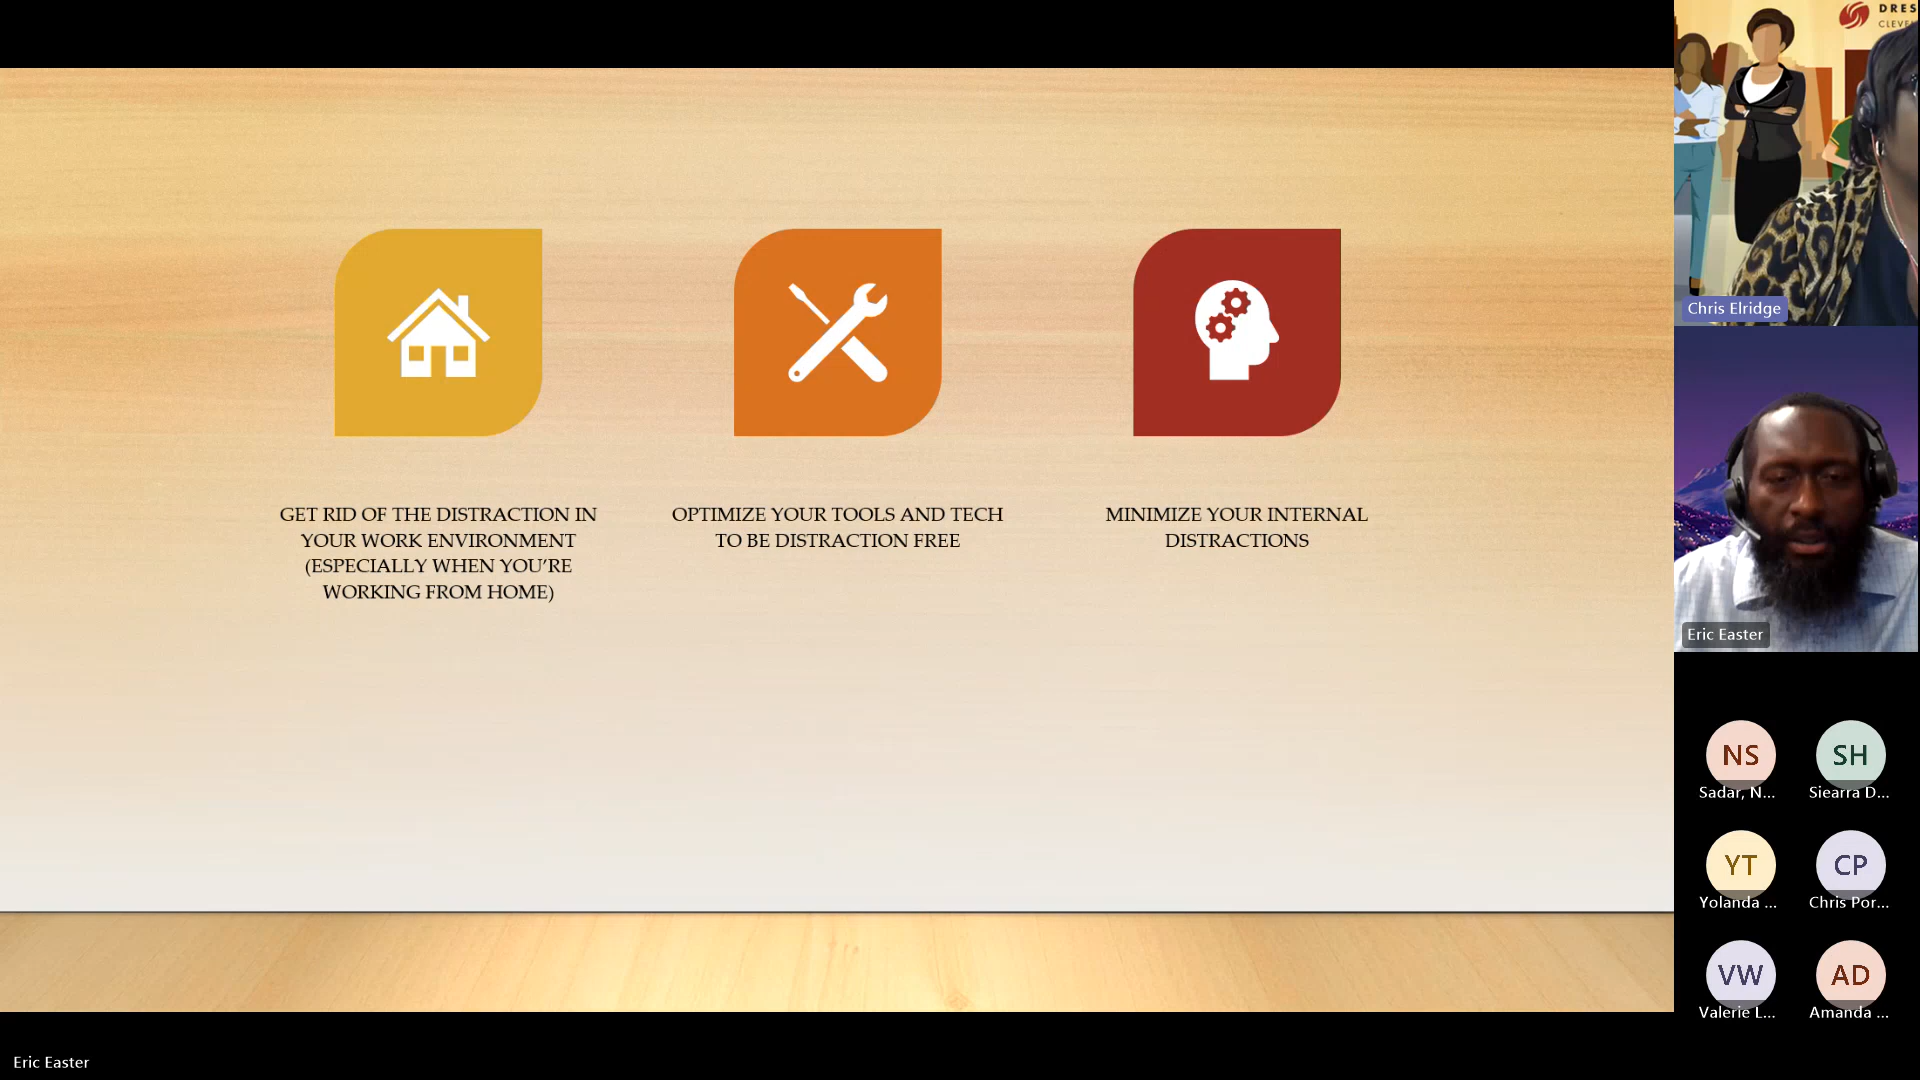 GET RID OF THE DISTRACTION IN
YOUR WORK ENVIRONMENT
(ESPECIALLY WHEN YOU’RE
WORKING FROM HOME)
OPTIMIZE YOUR TOOLS AND TECH
TO BE DISTRACTION FREE
MINIMIZE YOUR INTERNAL
DISTRACTIONS
DRES
CLEVE
Chris Elridge
Eric Easter
NS
Sadar, N...
SH
Siearra D...
YT
Yolanda ...
CP
Chris Por...
VW
Valerie L...
AD
Amanda ...
Eric Easter